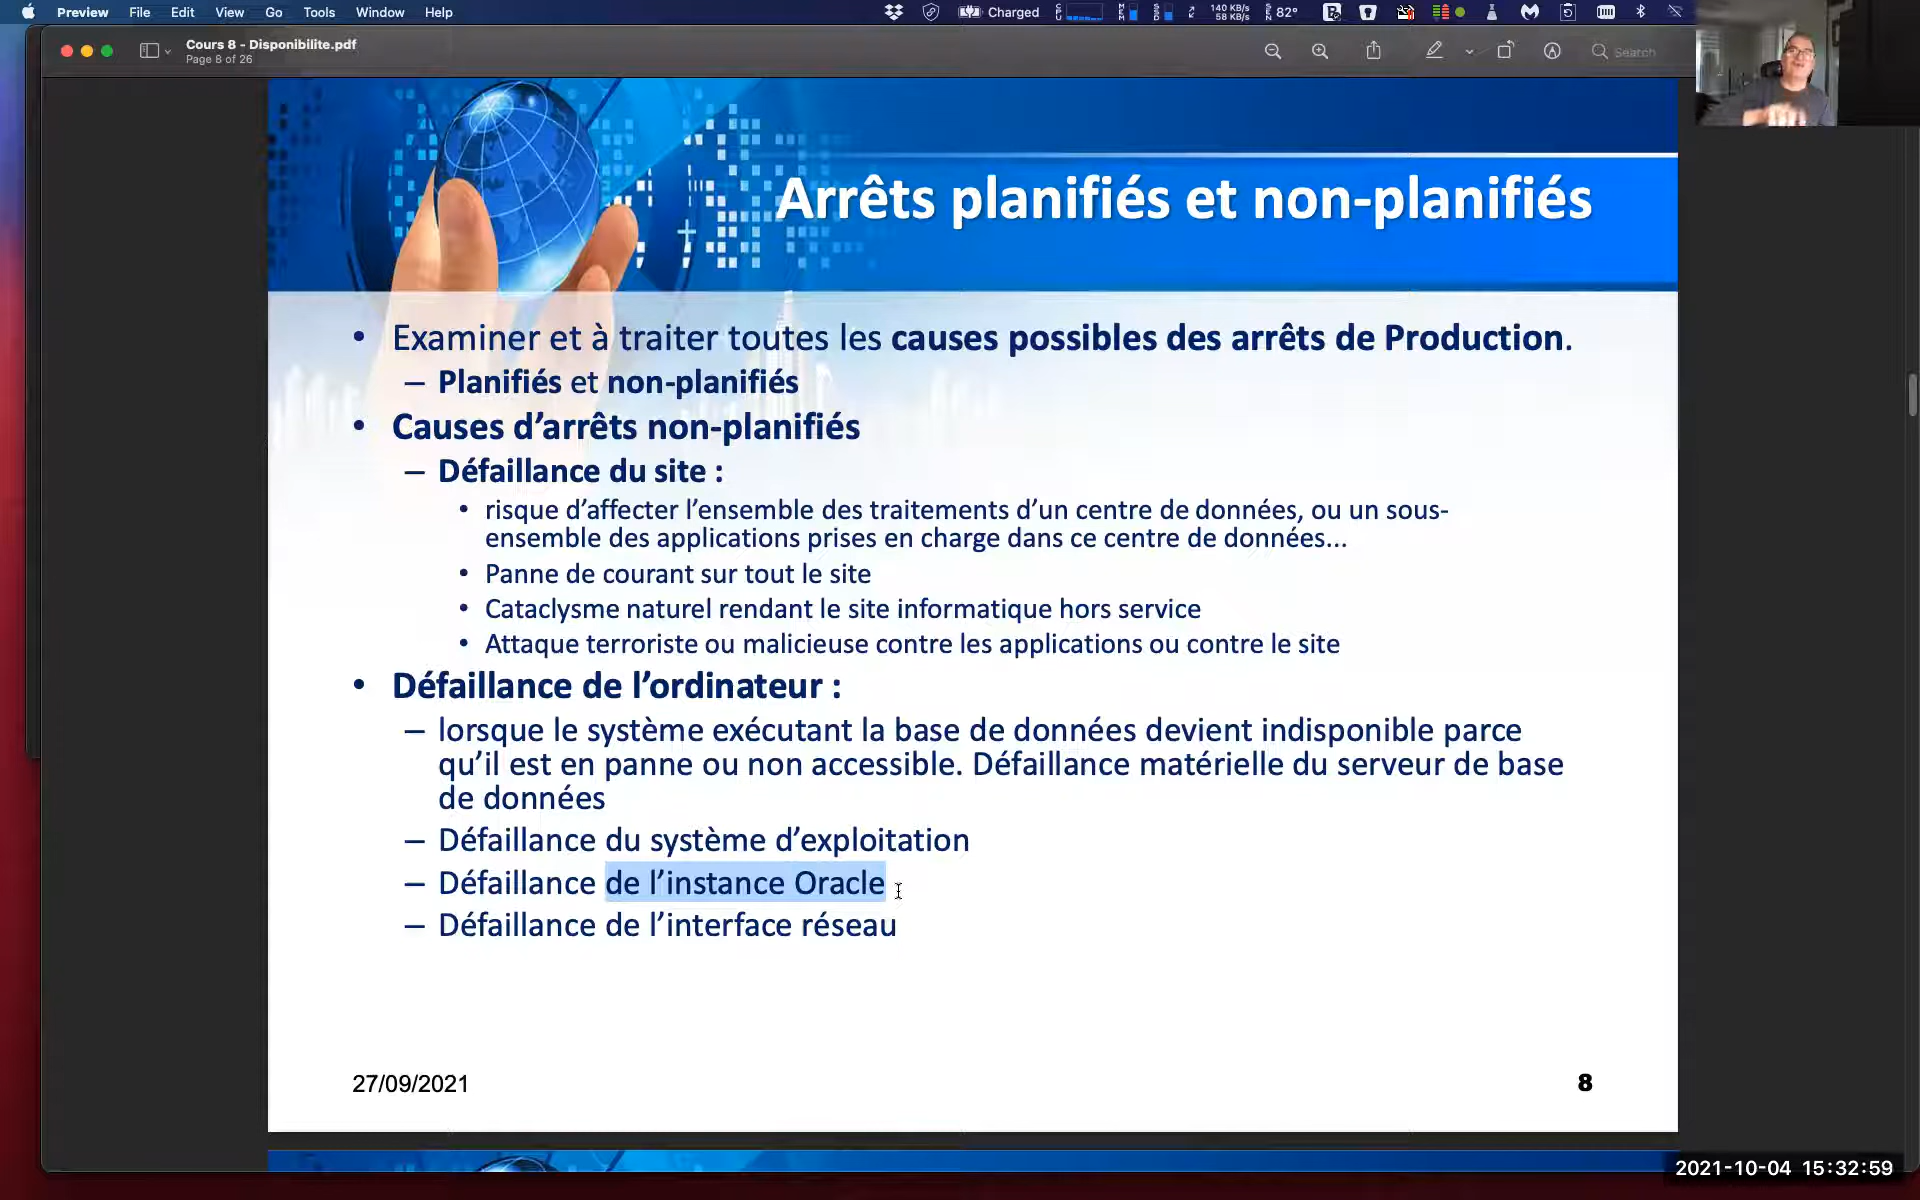 Preview File Edit View Go Tools Window Help
Charged
140 KB/s
58 KB/s
82°
Cours 8 - Disponibilite.pdf
Page 8 of 26
Search
Arrêts planifiés et non-planifiés
• Examiner et à traiter toutes les causes possibles des arrêts de Production.
– Planifiés et non-planifiés
• Causes d’arrêts non-planifiés
– Défaillance du site :
• risque d’affecter l’ensemble des traitements d’un centre de données, ou un sous-
ensemble des applications prises en charge dans ce centre de données...
• Panne de courant sur tout le site
• Cataclysme naturel rendant le site informatique hors service
• Attaque terroriste ou malicieuse contre les applications ou contre le site
• Défaillance de l’ordinateur :
– lorsque le système exécutant la base de données devient indisponible parce
qu’il est en panne ou non accessible. Défaillance matérielle du serveur de base
de données
– Défaillance du système d’exploitation
– Défaillance de l’instance Oracle
– Défaillance de l’interface réseau
27/09/2021
8
2021-10-04 15:32:59